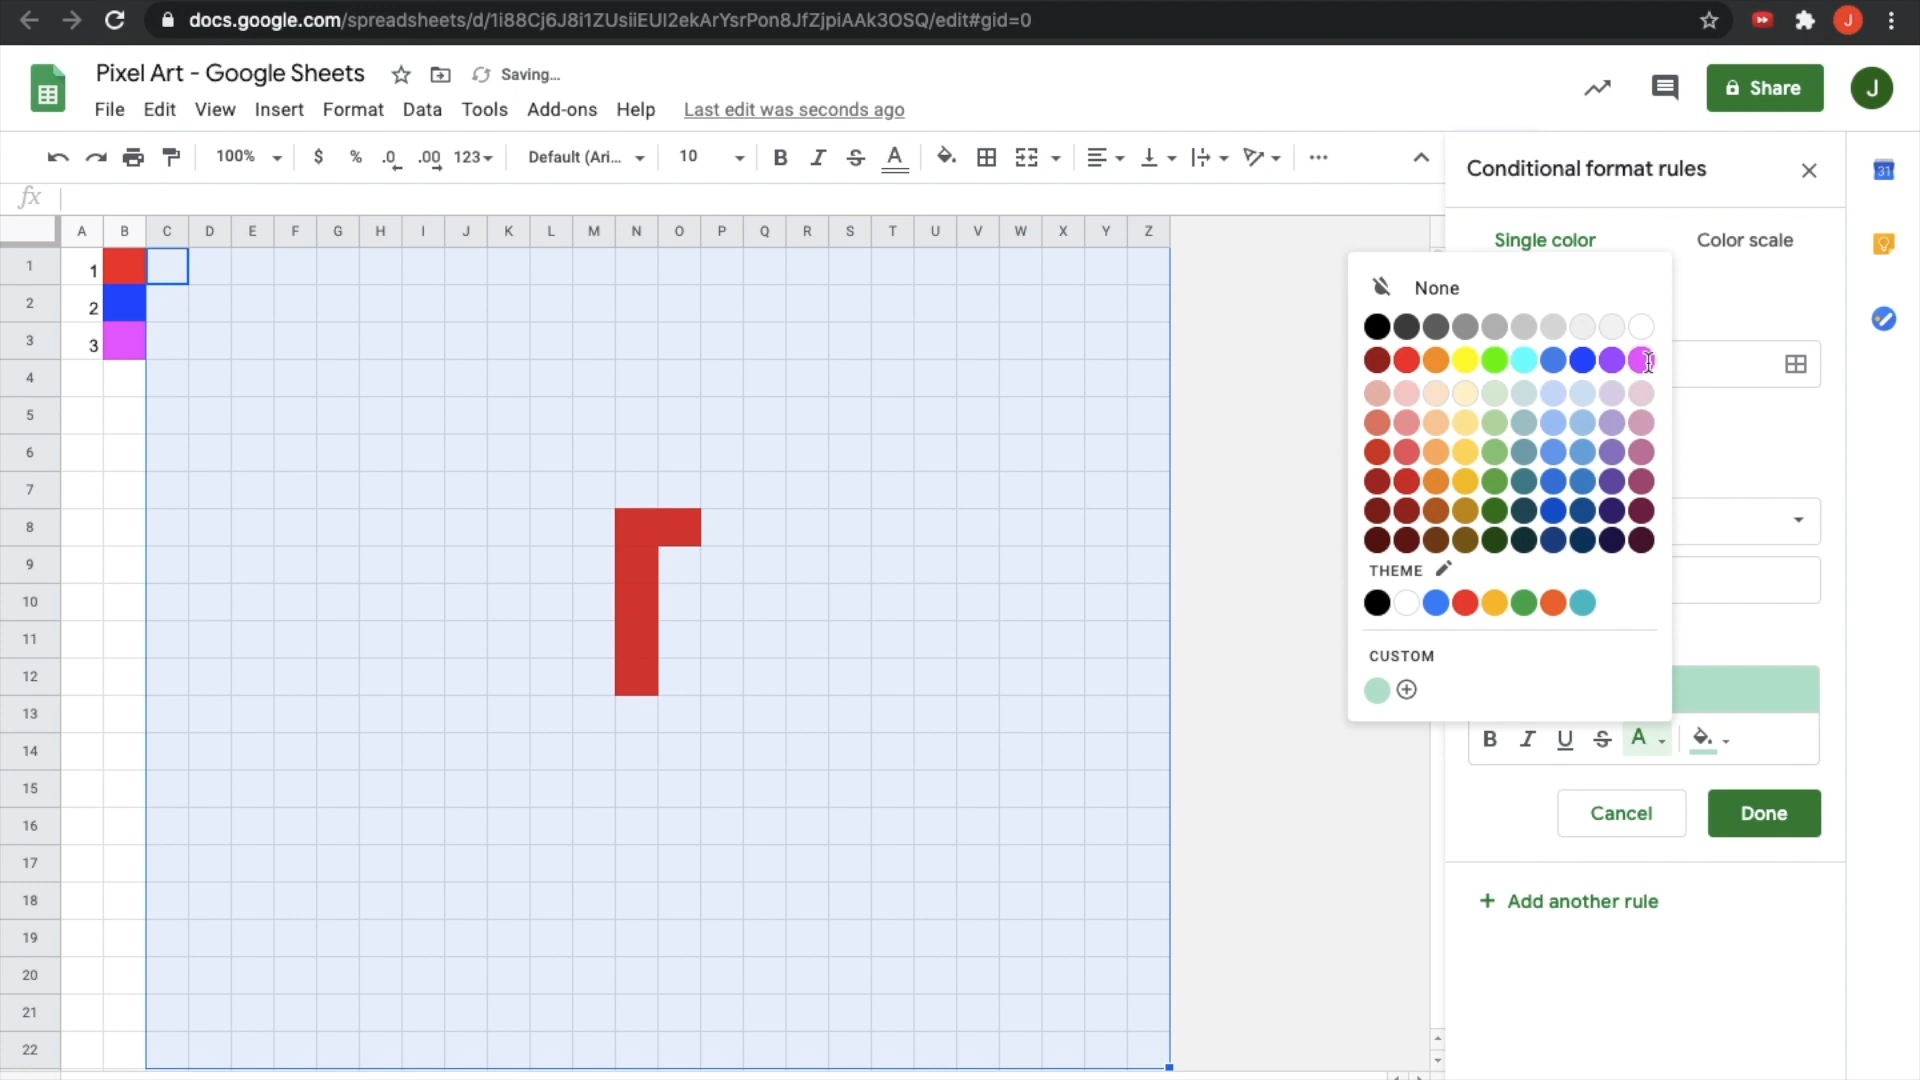 docs.google.com/spreadsheets/d/1i88Cj6J8i1ZUsiiEUI2ekArYsrPon8JfZjpiAAk3OSQ/edit#gid=0
J
Pixel Art - Google Sheets
Saving...
File Edit View Insert Format Data Tools Add-ons Help Last edit was seconds ago
Share
J
100% $ % .0 .00 123 Default (Ari... 10 B I S A
fx
Conditional format rules
31
Single color Color scale
A B C D E F G H I J K L M N O P Q R S T U V W X Y Z
1 1
2 2
3 3
4
5
6
7
8
9
10
11
12
13
14
15
16
17
18
19
20
21
22
None
THEME
CUSTOM
B I U S A
Cancel Done
+ Add another rule